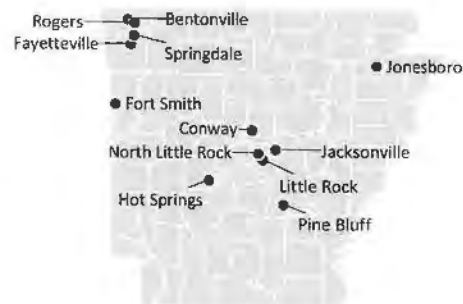 Rogers
Bentonville
Fayetteville
Springdale
Jonesboro
Fort Smith
Conway
North Little Rock
Jacksonville
Little Rock
Hot Springs
Pine Bluff